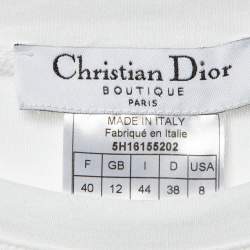 Christian Dior
BOUTIQUE
PARIS
MADE IN ITALY
Fabriqué en Italie
5H16155202
F GB I D USA
40 12 44 38 8